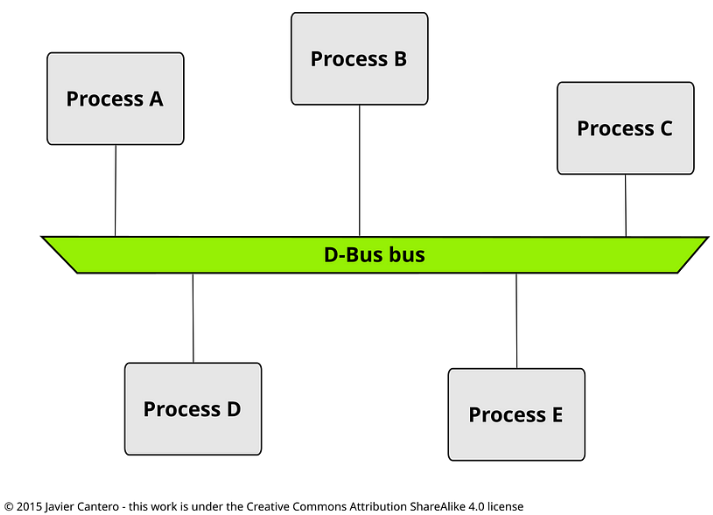 Process B
Process A
Process C
D-Bus bus
Process D
Process E
© 2015 Javier Cantero - this work is under the Creative Commons Attribution ShareAlike 4.0 license